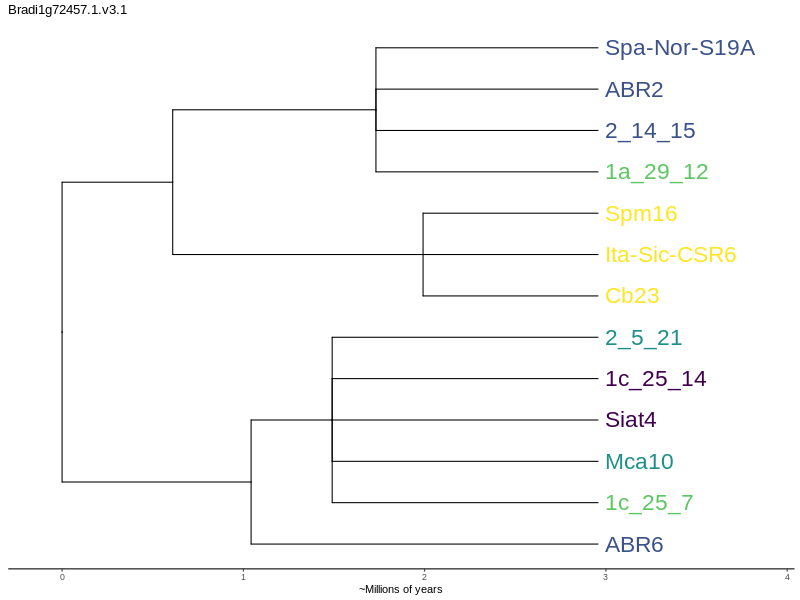 Bradi1g72457.1.v3.1
Spa-Nor-S19A
ABR2
2_14_15
1a_29_12
Spm16
Ita-Sic-CSR6
Cb23
2_5_21
1c_25_14
Siat4
Mca10
1c_25_7
ABR6
0 1 2 3 4
~Millions of years